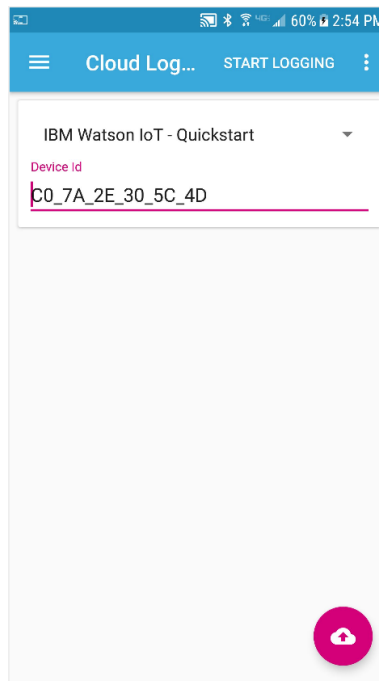 60% 2:54 PM
Cloud Log... START LOGGING
IBM Watson IoT - Quickstart
Device Id
C0_7A_2E_30_5C_4D